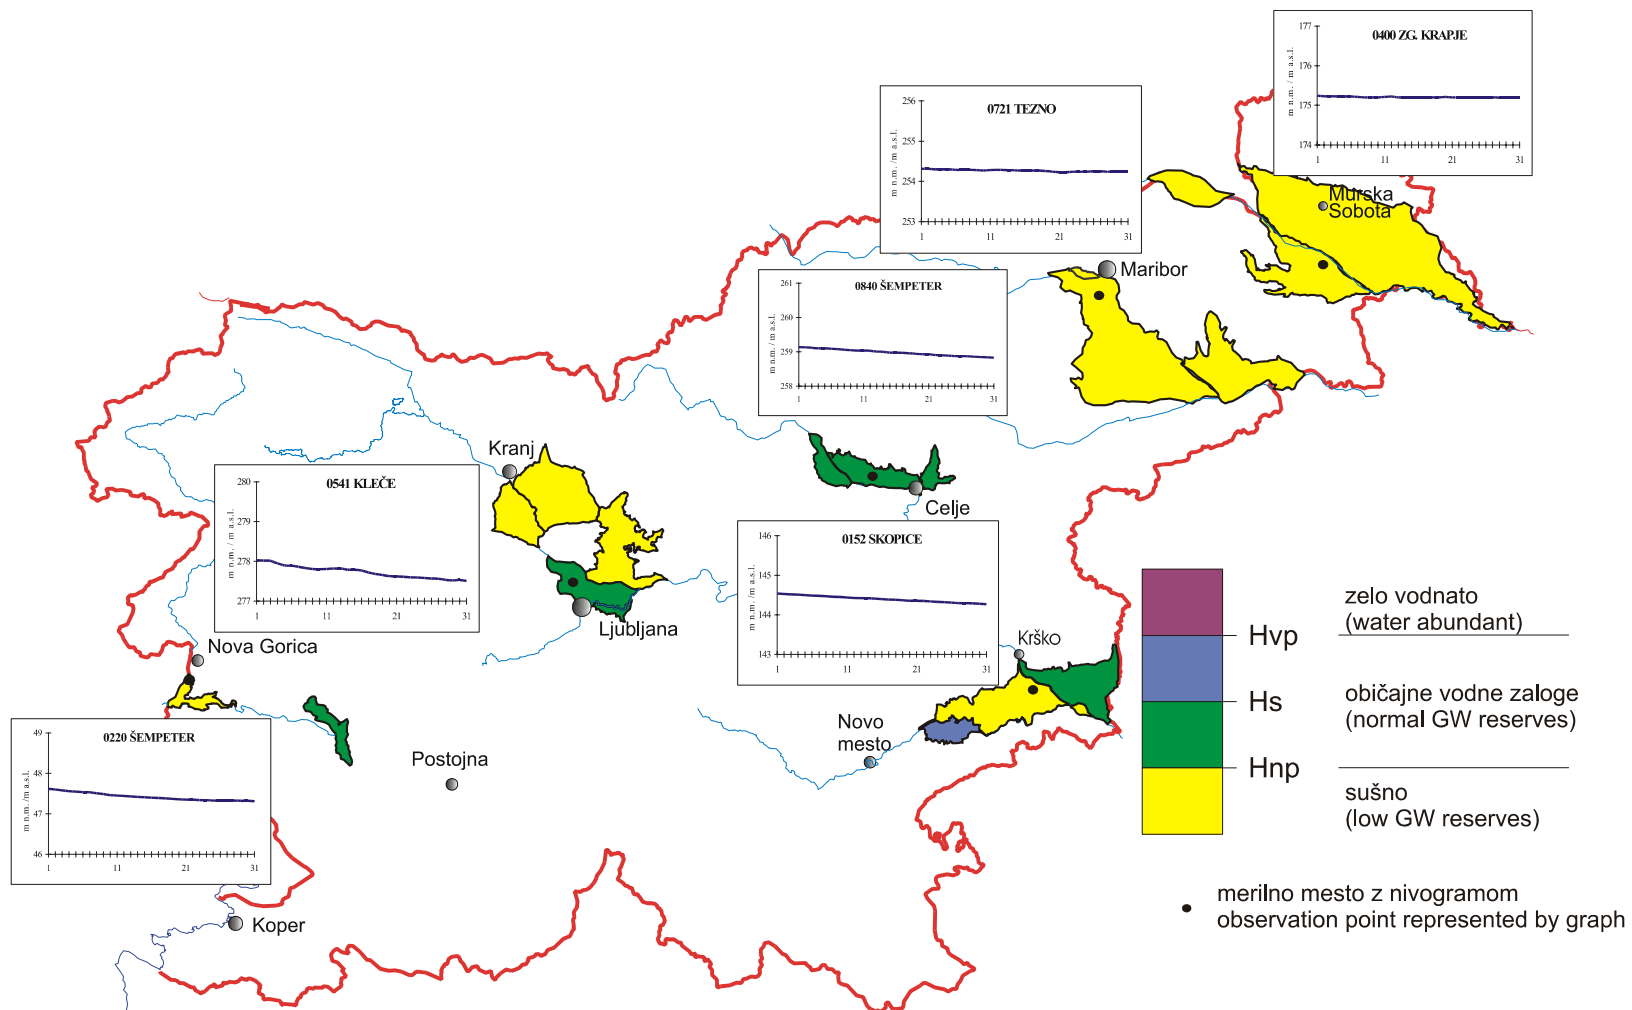 0400 ZG. KRAPJE
m n.m. / m a.s.l.
177
176
175
174
1
11
21
31
0721 TEZNO
m n.m. /m a.s.l.
256
255
254
253
1
11
21
31
Murska
Sobota
Maribor
0840 ŠEMPETER
m n.m. /m a.s.l.
261
260
259
258
1
11
21
31
Kranj
0541 KLEČE
m n.m. / m a.s.l.
280
279
278
277
1
11
21
31
Celje
0152 SKOPICE
m n.m. /m a.s.l.
146
145
144
143
1
11
21
31
Ljubljana
Nova Gorica
Krško
Novo
mesto
Postojna
0220 ŠEMPETER
m n.m. /m a.s.l.
49
48
47
46
1
11
21
31
Koper
zelo vodnato
(water abundant)
Hvp
Hs
običajne vodne zaloge
(normal GW reserves)
Hnp
sušno
(low GW reserves)
merilno mesto z nivogramom
observation point represented by graph